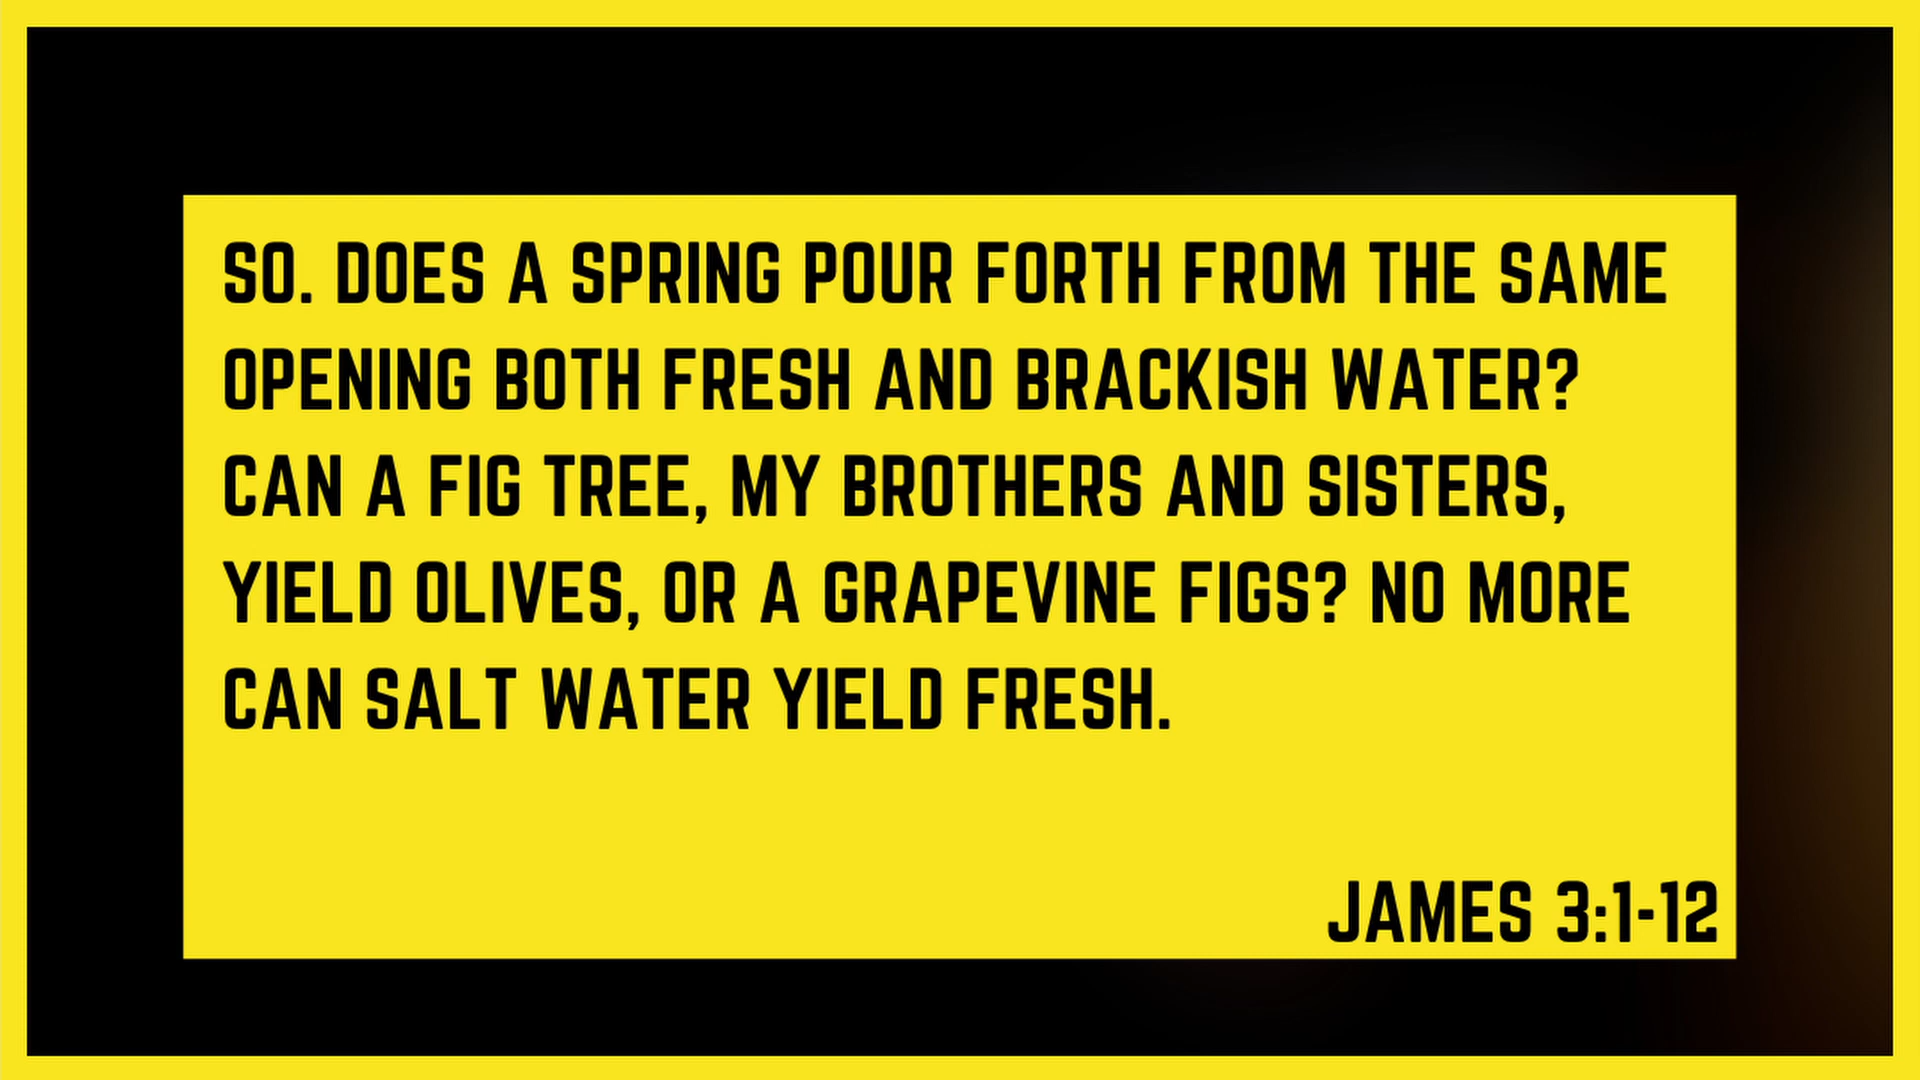 SO. DOES A SPRING POUR FORTH FROM THE SAME
OPENING BOTH FRESH AND BRACKISH WATER?
CAN A FIG TREE, MY BROTHERS AND SISTERS,
YIELD OLIVES, OR A GRAPEVINE FIGS? NO MORE
CAN SALT WATER YIELD FRESH.
JAMES 3:1-12